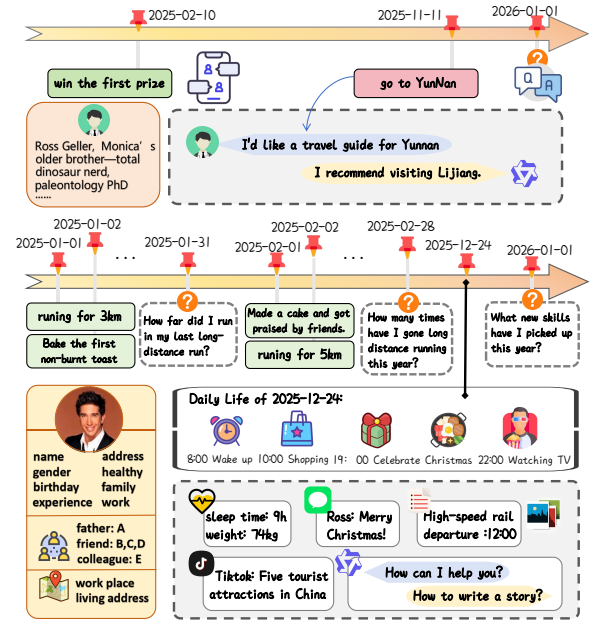 2025-02-10
2025-11-11
2026-01-01
win the first prize
go to YunNan
?
Q
A
Ross Geller, Monica's
older brother—total
dinosaur nerd,
paleontology PhD
......
I'd like a travel guide for Yunnan
I recommend visiting Lijiang.
2025-01-01
2025-01-02
...
2025-01-31
2025-02-01
2025-02-02
...
2025-02-28
2025-12-24
2026-01-01
runing for 3km
Bake the first
non-burnt toast
?
How far did I run
in my last long-
distance run?
Made a cake and got
praised by friends.
runing for 5km
?
How many times
have I gone long
distance running
this year?
?
What new skills
have I picked up
this year?
name
gender
birthday
experience
address
healthy
family
work
father: A
friend: B,C,D
colleague: E
work place
living address
Daily Life of 2025-12-24:
8:00 Wake up 10:00 Shopping 19: 00 Celebrate Christmas 22:00 Watching TV
sleep time: 9h
weight: 74kg
Ross: Merry
Christmas!
High-speed rail
departure :12:00
Tiktok: Five tourist
attractions in China
How can I help you?
How to write a story?